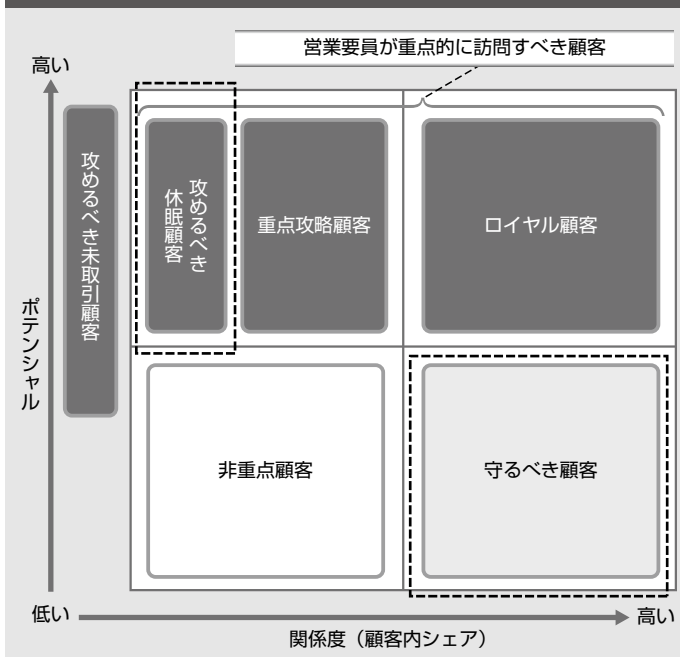 営業要員が重点的に訪問すべき顧客
高い
攻めるべき未取引顧客
攻めるべき
休眠顧客
重点攻略顧客
ロイヤル顧客
ポテンシャル
非重点顧客
守るべき顧客
低い
高い
関係度（顧客内シェア）